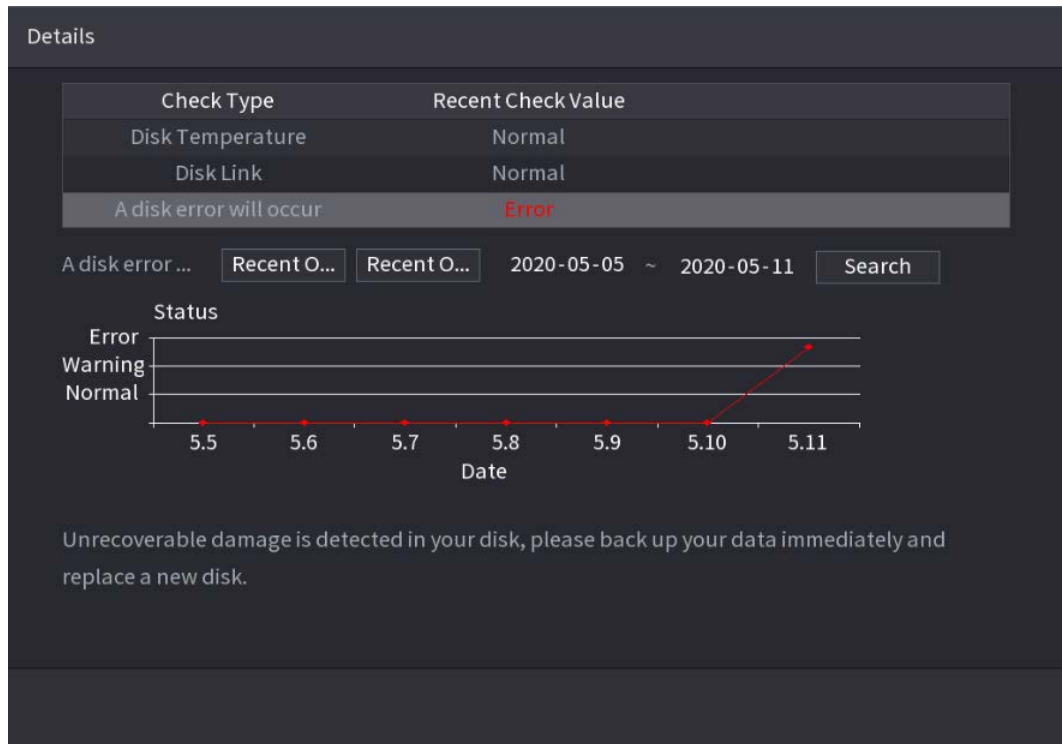 Details
Check Type Recent Check Value
Disk Temperature Normal
Disk Link Normal
A disk error will occur Error
A disk error ... Recent O... Recent O... 2020-05-05 ~ 2020-05-11 Search
Status
Error
Warning
Normal
5.5 5.6 5.7 5.8 5.9 5.10 5.11
Date
Unrecoverable damage is detected in your disk, please back up your data immediately and
replace a new disk.